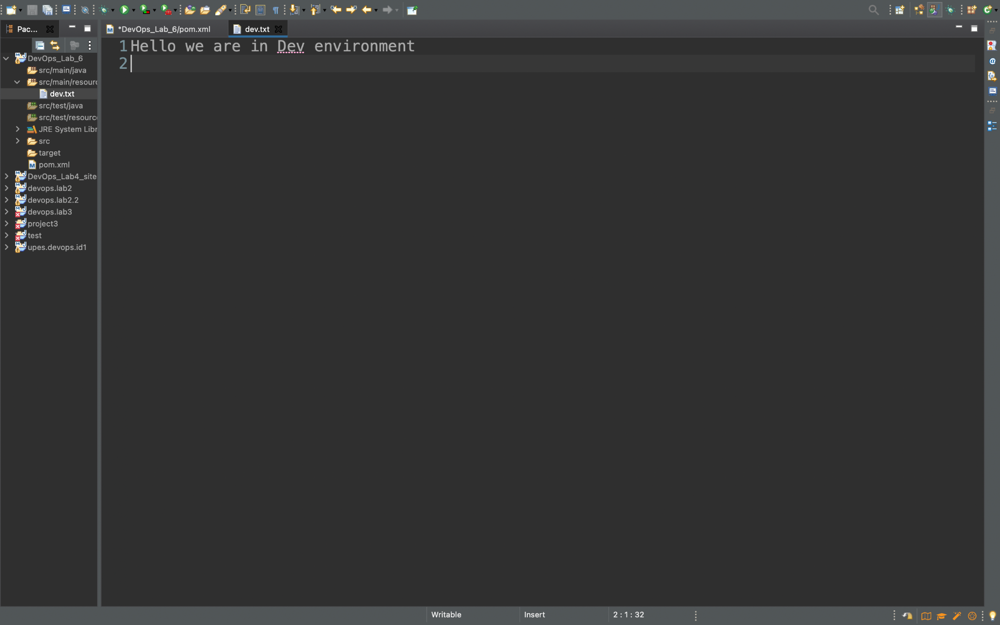 Pac...
*DevOps_Lab_6/pom.xml
dev.txt
DevOps_Lab_6
src/main/java
src/main/resourc
dev.txt
src/test/java
src/test/resourc
JRE System Libr
src
target
pom.xml
DevOps_Lab4_site
devops.lab2
devops.lab2.2
devops.lab3
project3
test
upes.devops.id1
1 Hello we are in Dev environment
2
Writable
Insert
2 : 1 : 32